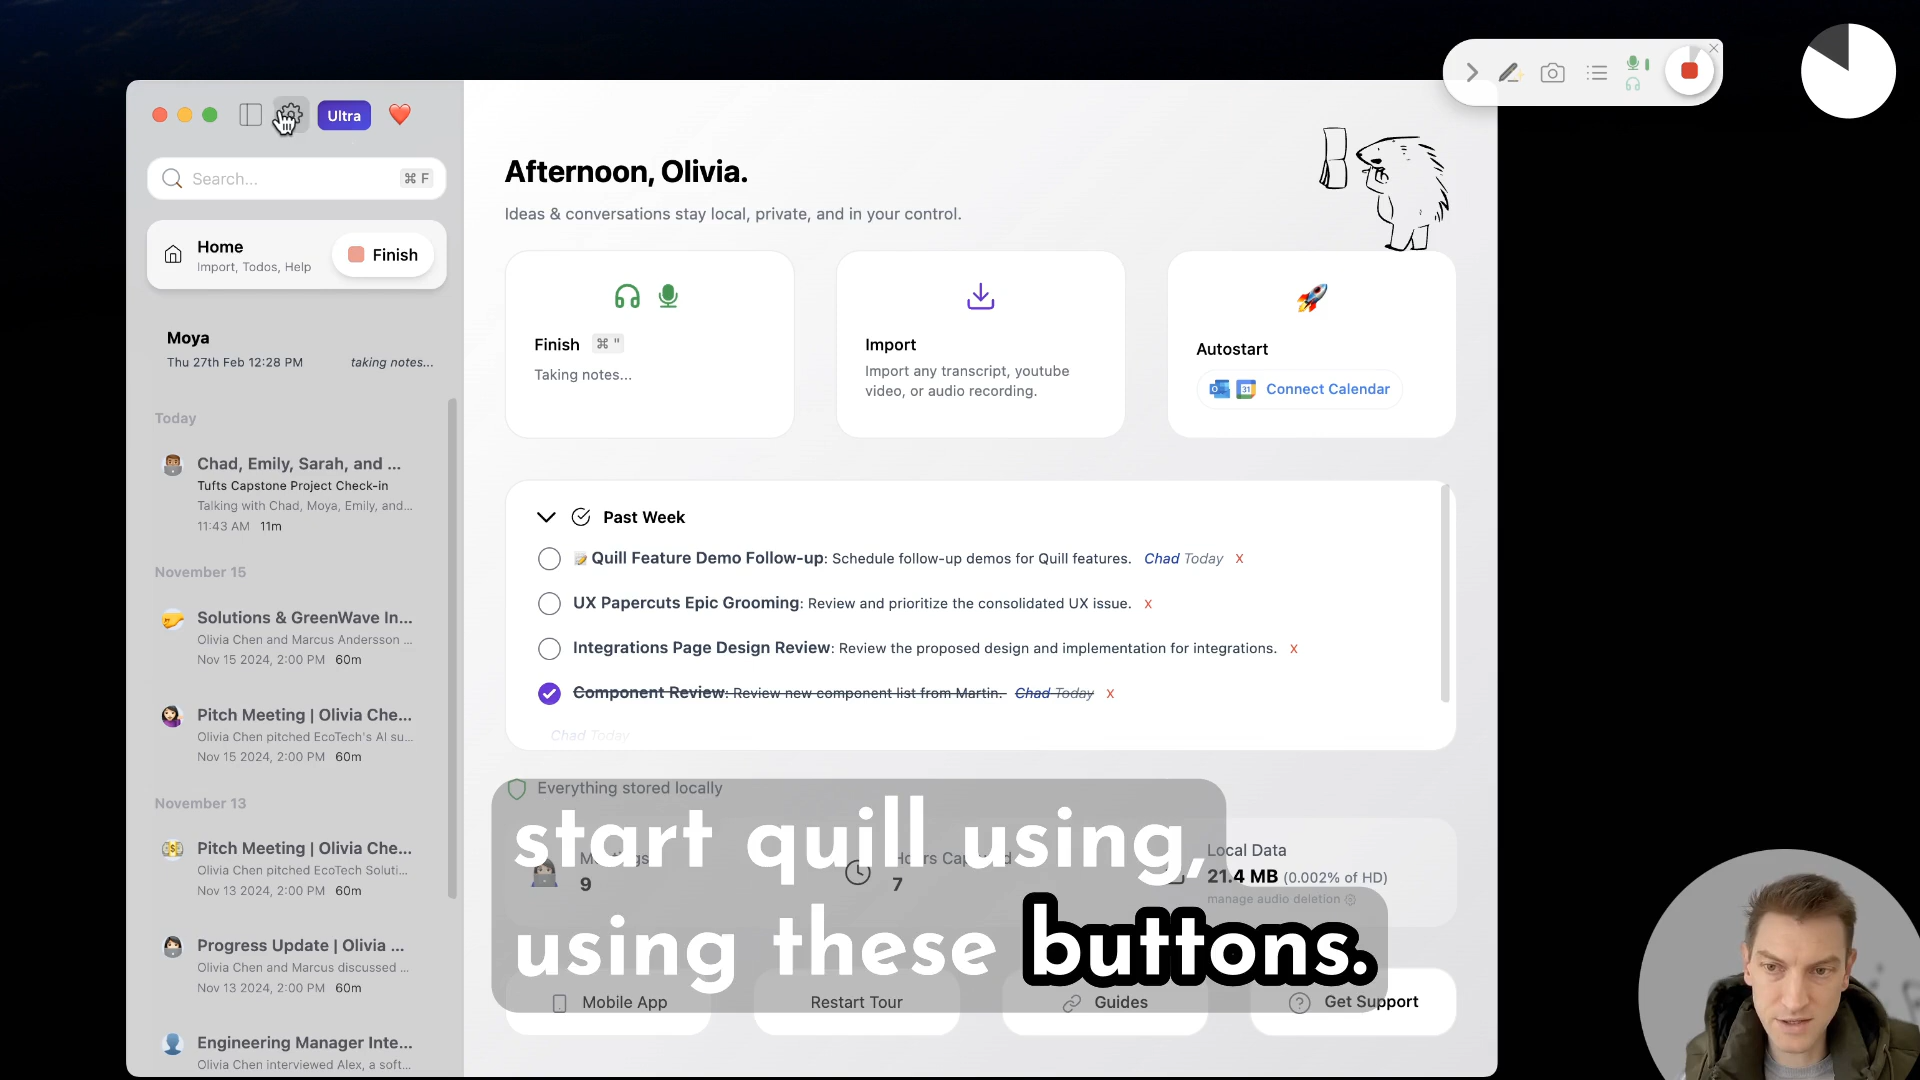 Ultra
Search...
⌘ F
Home
Import, Todos, Help
Finish
Moya
Thu 27th Feb 12:28 PM
taking notes...
Today
Chad, Emily, Sarah, and ...
Tufts Capstone Project Check-in
Talking with Chad, Moya, Emily, and...
11:43 AM 11m
November 15
Solutions & GreenWave In...
Olivia Chen and Marcus Andersson ...
Nov 15 2024, 2:00 PM 60m
Pitch Meeting | Olivia Che...
Olivia Chen pitched EcoTech's AI su...
Nov 15 2024, 2:00 PM 60m
November 13
Pitch Meeting | Olivia Che...
Olivia Chen pitched EcoTech Soluti...
Nov 13 2024, 2:00 PM 60m
Progress Update | Olivia ...
Olivia Chen and Marcus discussed ...
Nov 13 2024, 2:00 PM 60m
Engineering Manager Inte...
Olivia Chen interviewed Alex, a soft...
Afternoon, Olivia.
Ideas & conversations stay local, private, and in your control.
Finish ⌘ "
Taking notes...
Import
Import any transcript, youtube
video, or audio recording.
Autostart
31 Connect Calendar
Past Week
Quill Feature Demo Follow-up: Schedule follow-up demos for Quill features. Chad Today x
UX Papercuts Epic Grooming: Review and prioritize the consolidated UX issue. x
Integrations Page Design Review: Review the proposed design and implementation for integrations. x
Component Review: Review new component list from Martin. Chad Today x
Chad Today
Everything stored locally
start quill using,
using these buttons.
Meetings
9
Hours Captured
7
Local Data
21.4 MB (0.002% of HD)
manage audio deletion
Mobile App
Restart Tour
Guides
Get Support